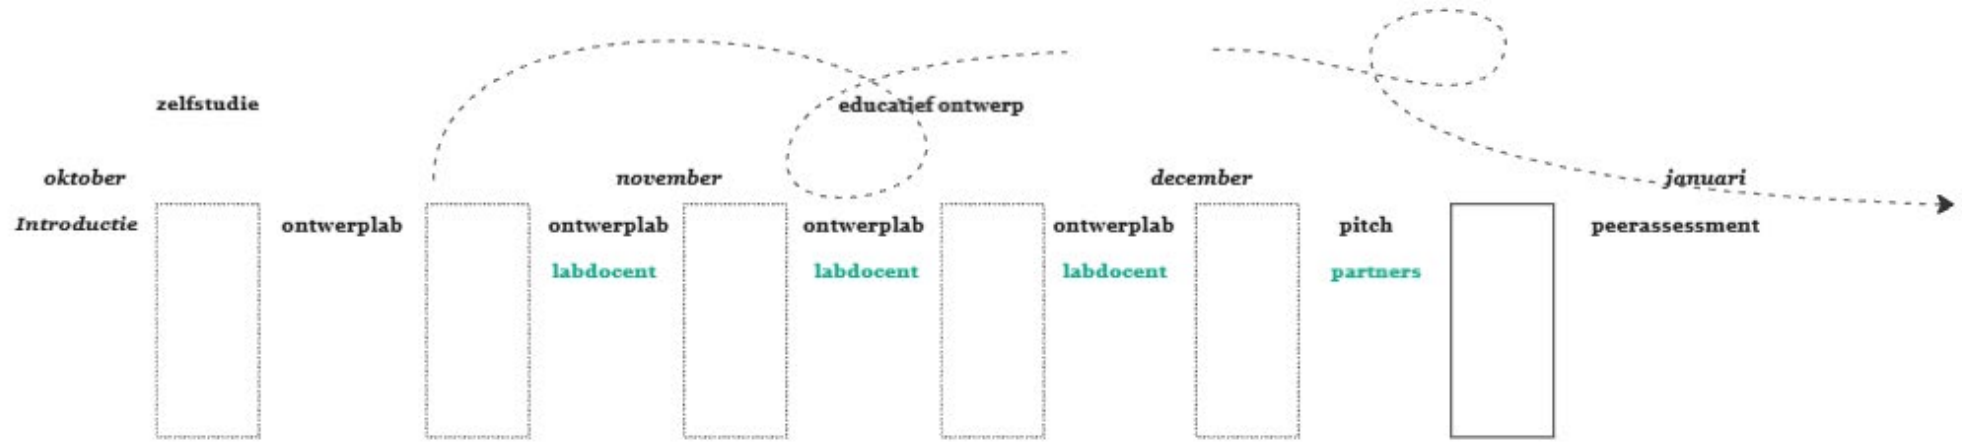 zelfstudie
educatief ontwerp
oktober november december januari
Introductie ontwerplab ontwerplab ontwerplab ontwerplab pitch peerassessment
labdocent labdocent labdocent partners